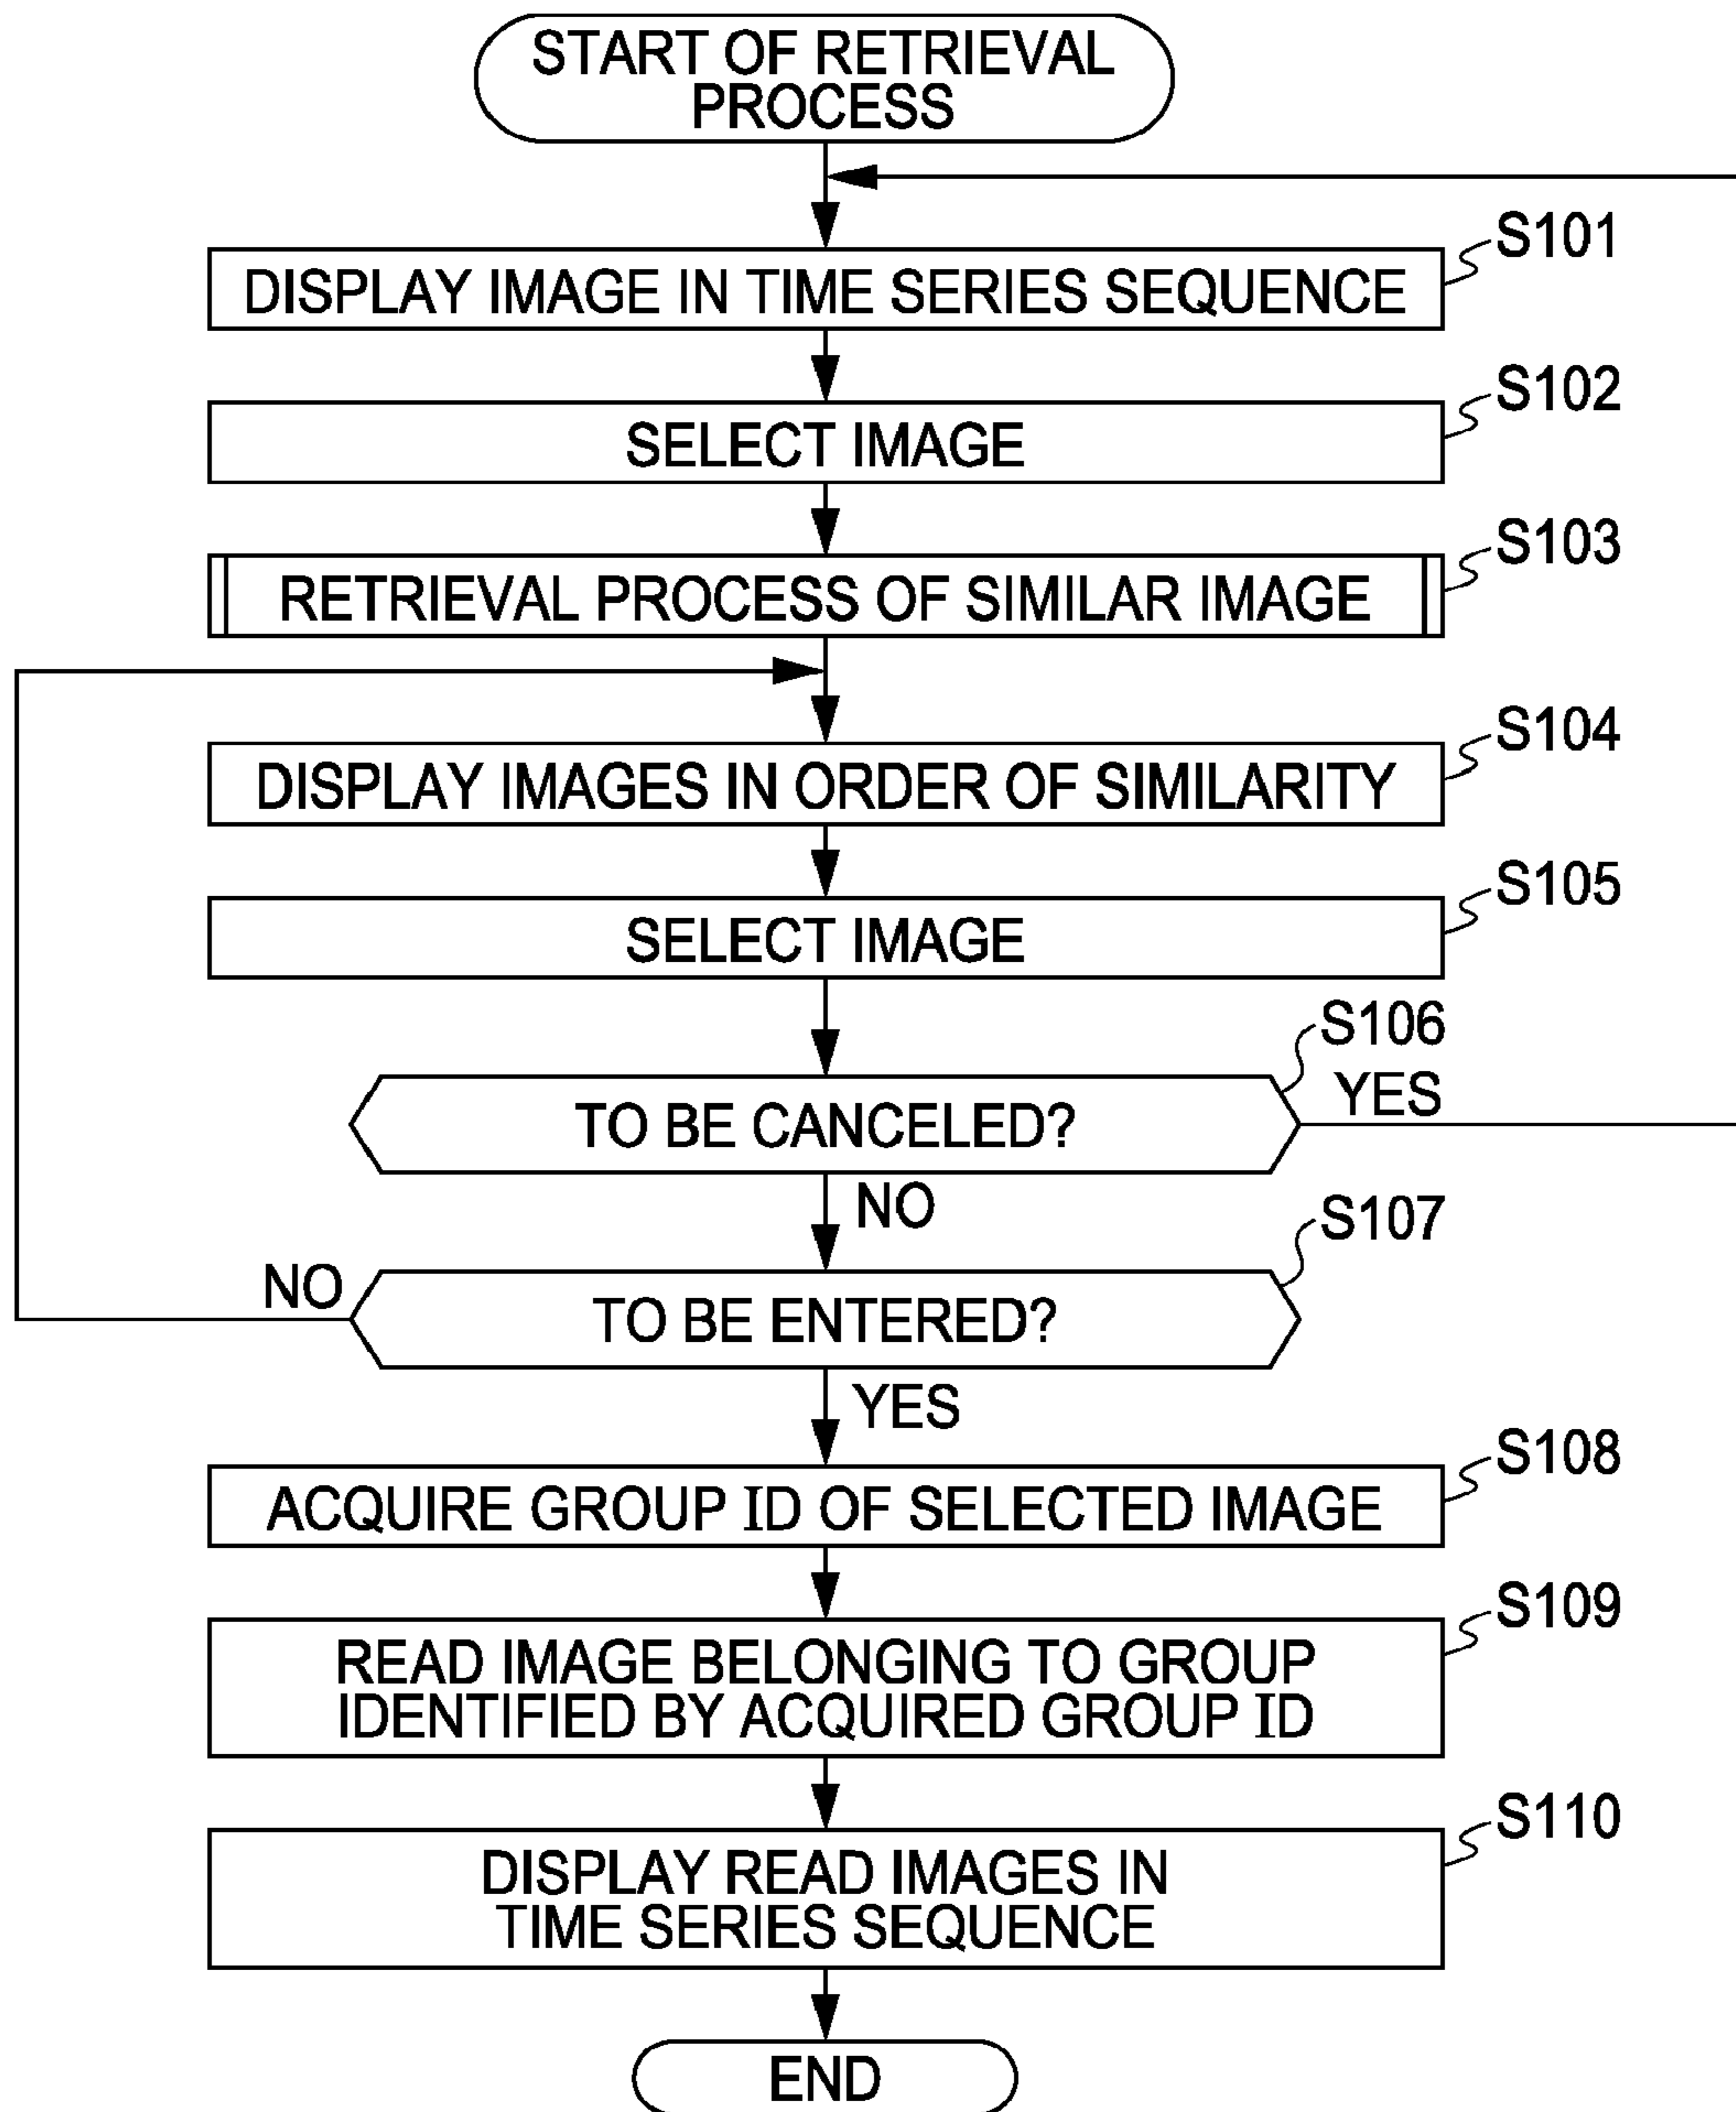 START OF RETRIEVAL
PROCESS
S101
DISPLAY IMAGE IN TIME SERIES SEQUENCE
S102
SELECT IMAGE
S103
RETRIEVAL PROCESS OF SIMILAR IMAGE
S104
DISPLAY IMAGES IN ORDER OF SIMILARITY
S105
SELECT IMAGE
S106
YES
TO BE CANCELED?
NO
S107
NO
TO BE ENTERED?
YES
S108
ACQUIRE GROUP ID OF SELECTED IMAGE
S109
READ IMAGE BELONGING TO GROUP
IDENTIFIED BY ACQUIRED GROUP ID
S110
DISPLAY READ IMAGES IN
TIME SERIES SEQUENCE
END